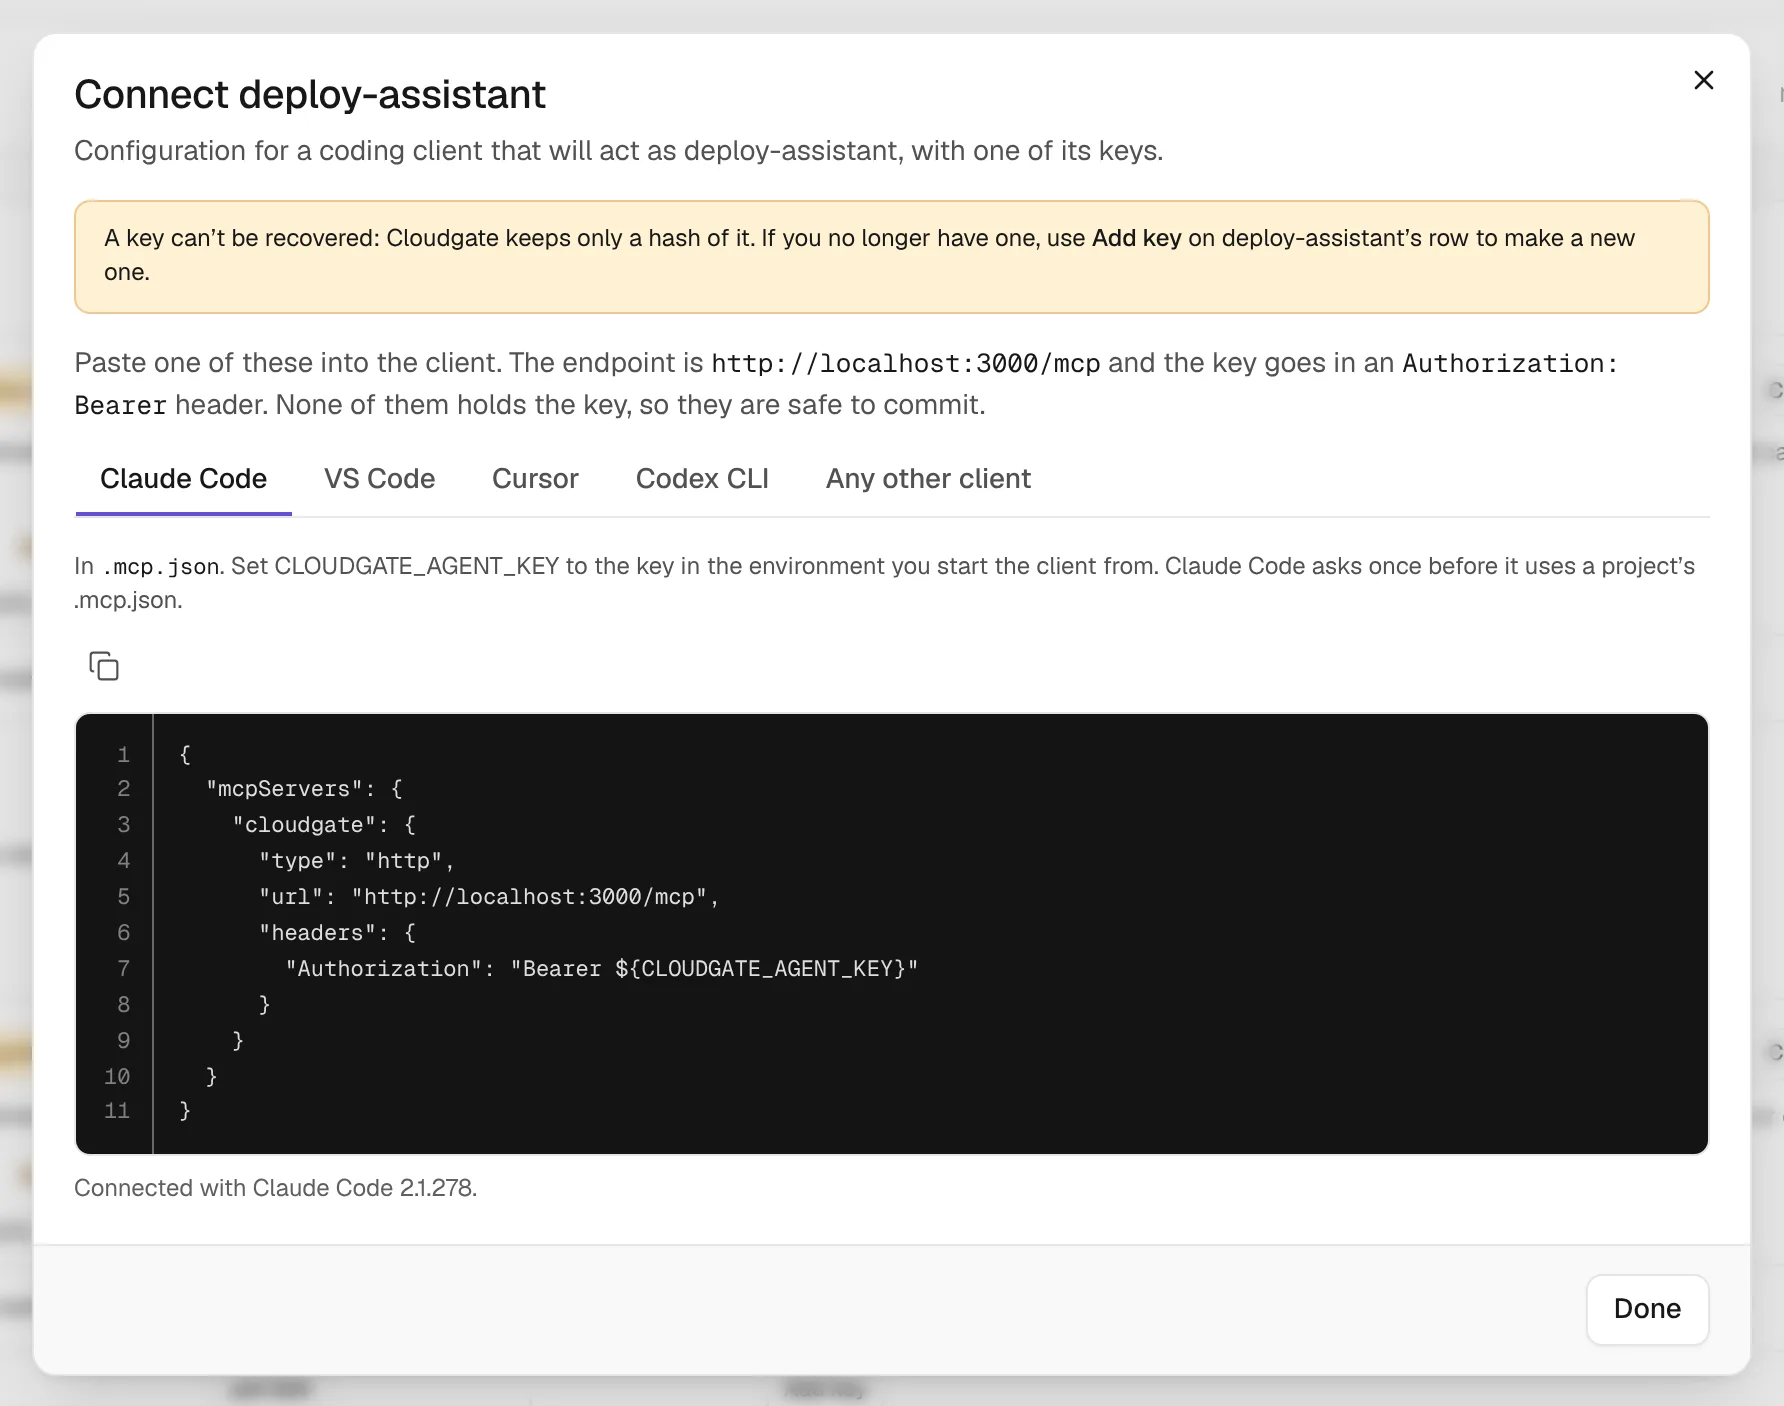 Connect deploy-assistant
Configuration for a coding client that will act as deploy-assistant, with one of its keys.
A key can’t be recovered: Cloudgate keeps only a hash of it. If you no longer have one, use Add key on deploy-assistant’s row to make a new
one.
Paste one of these into the client. The endpoint is http://localhost:3000/mcp and the key goes in an Authorization:
Bearer header. None of them holds the key, so they are safe to commit.
Claude Code VS Code Cursor Codex CLI Any other client
In .mcp.json. Set CLOUDGATE_AGENT_KEY to the key in the environment you start the client from. Claude Code asks once before it uses a project’s
.mcp.json.
1 {
2   "mcpServers": {
3     "cloudgate": {
4       "type": "http",
5       "url": "http://localhost:3000/mcp",
6       "headers": {
7         "Authorization": "Bearer ${CLOUDGATE_AGENT_KEY}"
8       }
9     }
10   }
11 }
Connected with Claude Code 2.1.278.
Done